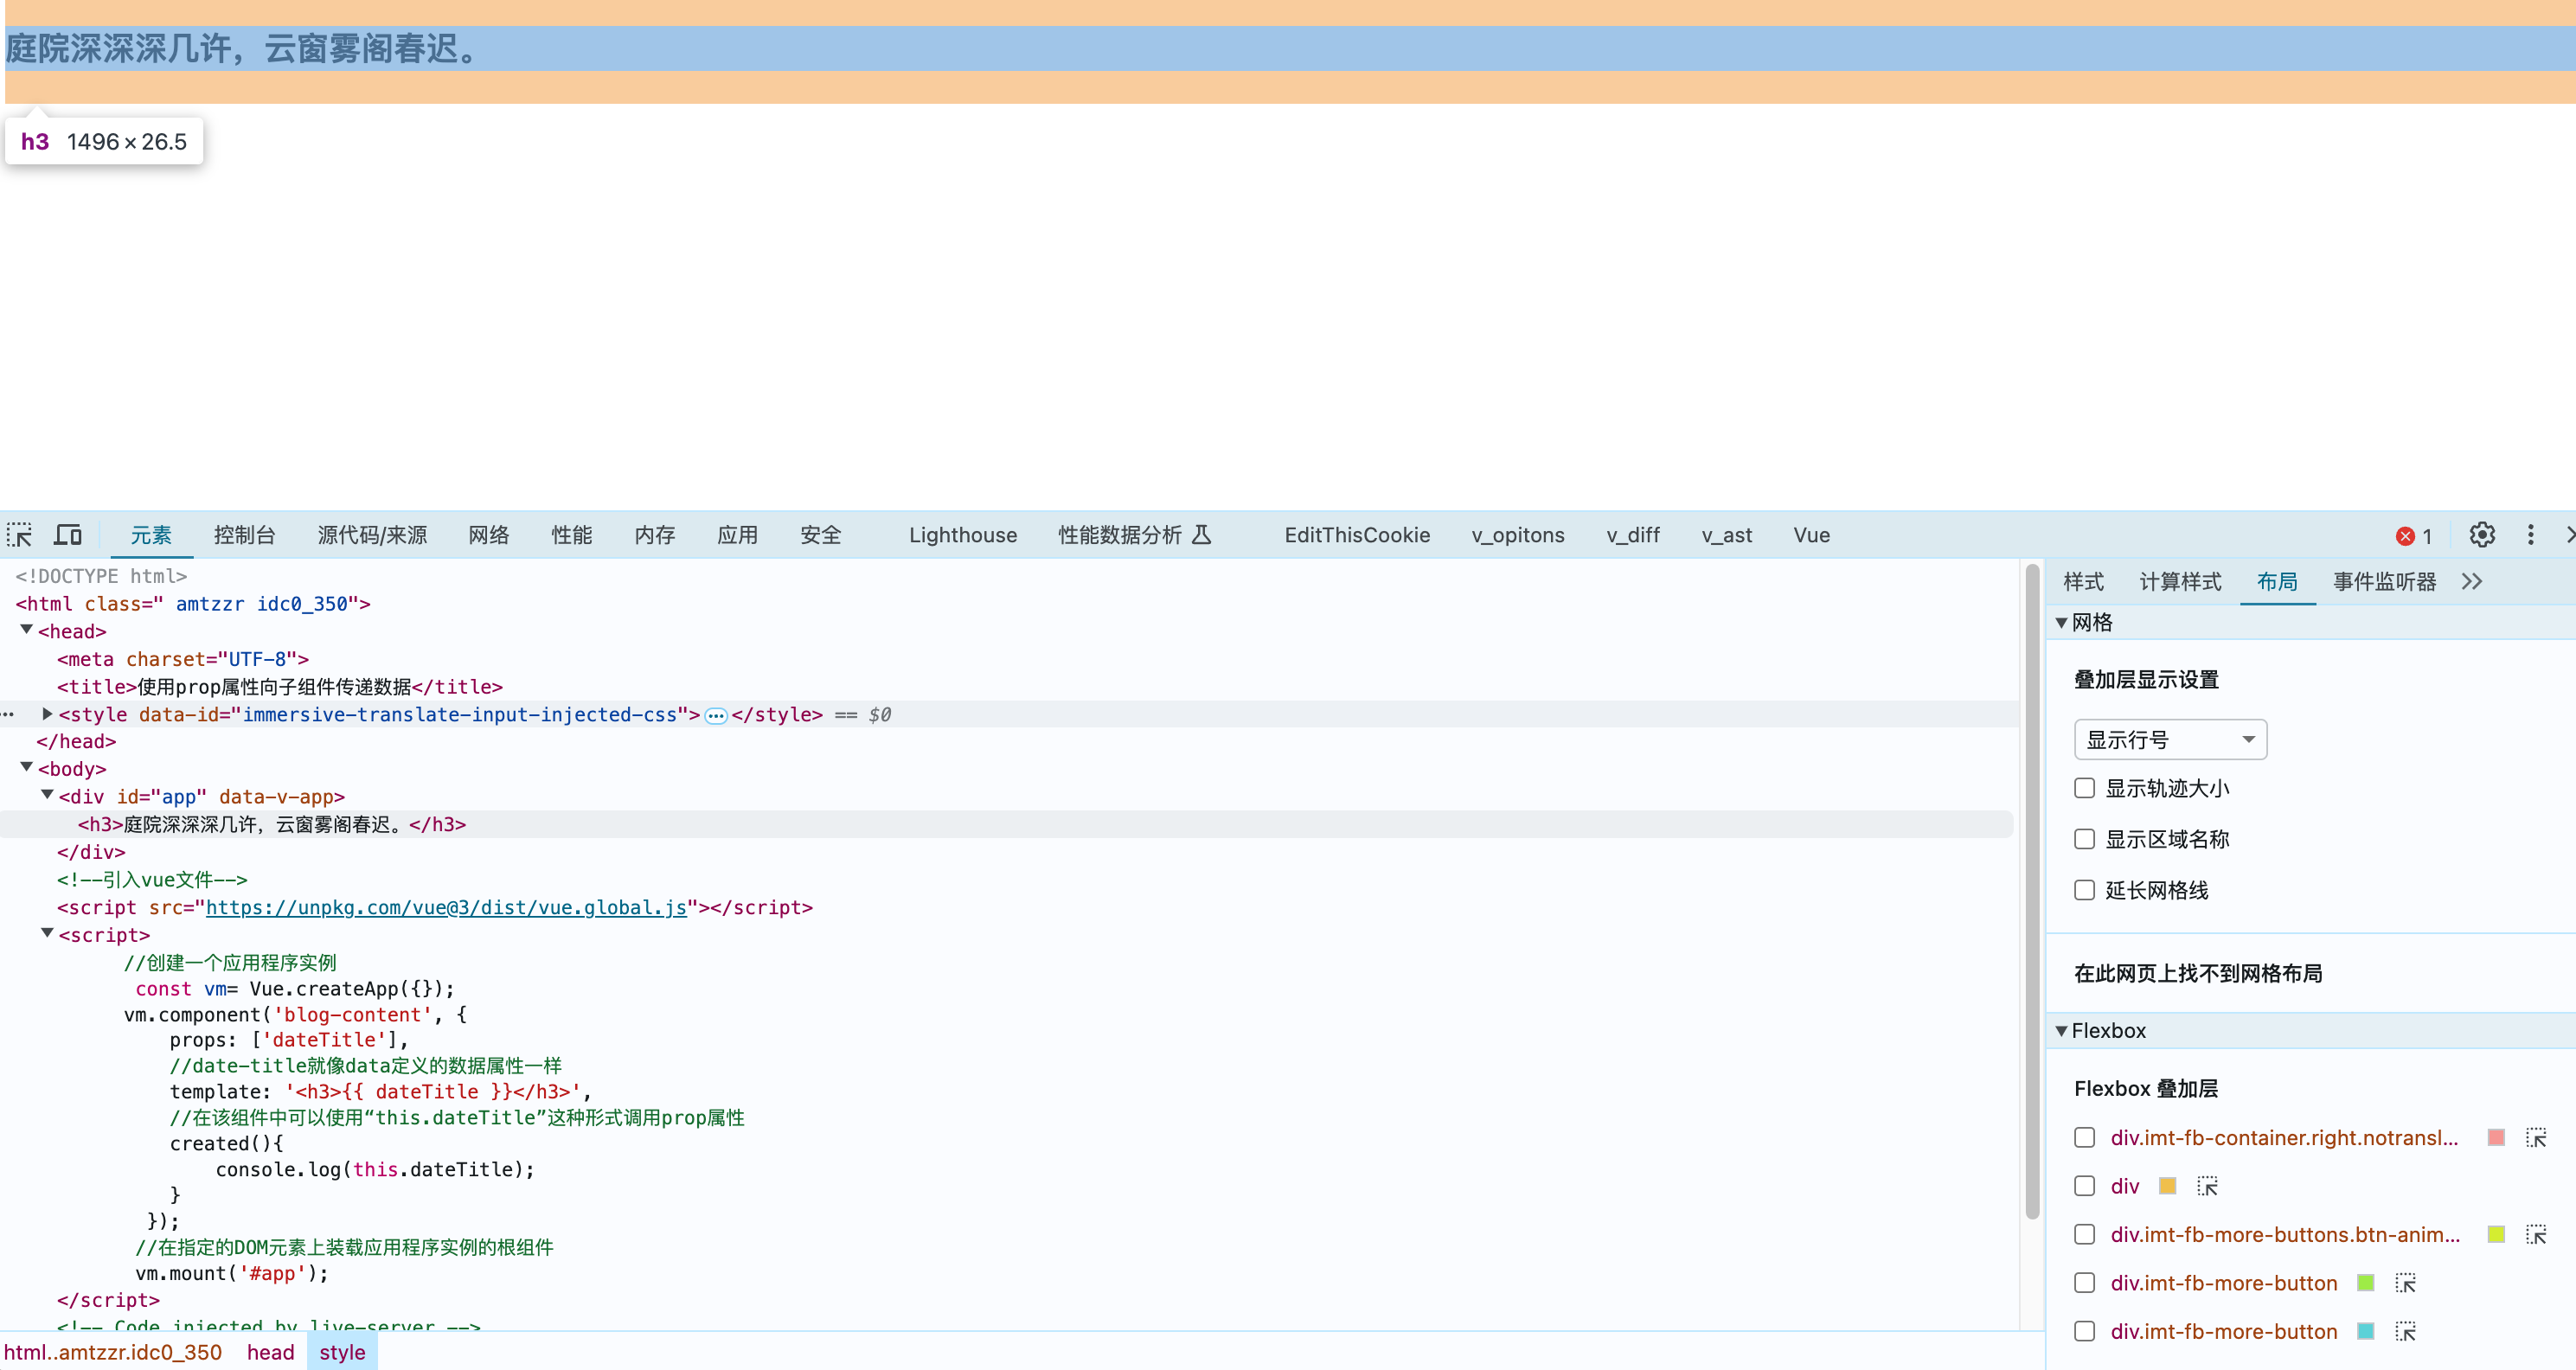 庭院深深深几许，云窗雾阁春迟。
h3 1496 × 26.5
元素 控制台 源代码/来源 网络 性能 内存 应用 安全 Lighthouse 性能数据分析 EditThisCookie v_opitons v_diff v_ast Vue 1
<!DOCTYPE html>
<html class=" amtzzr idc0_350">
<head>
<meta charset="UTF-8">
<title>使用prop属性向子组件传递数据</title>
<style data-id="immersive-translate-input-injected-css">…</style> == $0
</head>
<body>
<div id="app" data-v-app>
<h3>庭院深深深几许，云窗雾阁春迟。</h3>
</div>
<!--引入vue文件-->
<script src="https://unpkg.com/vue@3/dist/vue.global.js"></script>
<script>
//创建一个应用程序实例
const vm= Vue.createApp({});
vm.component('blog-content', {
props: ['dateTitle'],
//date-title就像data定义的数据属性一样
template: '<h3>{{ dateTitle }}</h3>',
//在该组件中可以使用“this.dateTitle”这种形式调用prop属性
created(){
console.log(this.dateTitle);
}
});
//在指定的DOM元素上装载应用程序实例的根组件
vm.mount('#app');
</script>
<!-- Code injected by live-server -->
html..amtzzr.idc0_350 head style
样式 计算样式 布局 事件监听器
网格
叠加层显示设置
显示行号
显示轨迹大小
显示区域名称
延长网格线
在此网页上找不到网格布局
Flexbox
Flexbox 叠加层
div.imt-fb-container.right.notransl...
div
div.imt-fb-more-buttons.btn-anim...
div.imt-fb-more-button
div.imt-fb-more-button